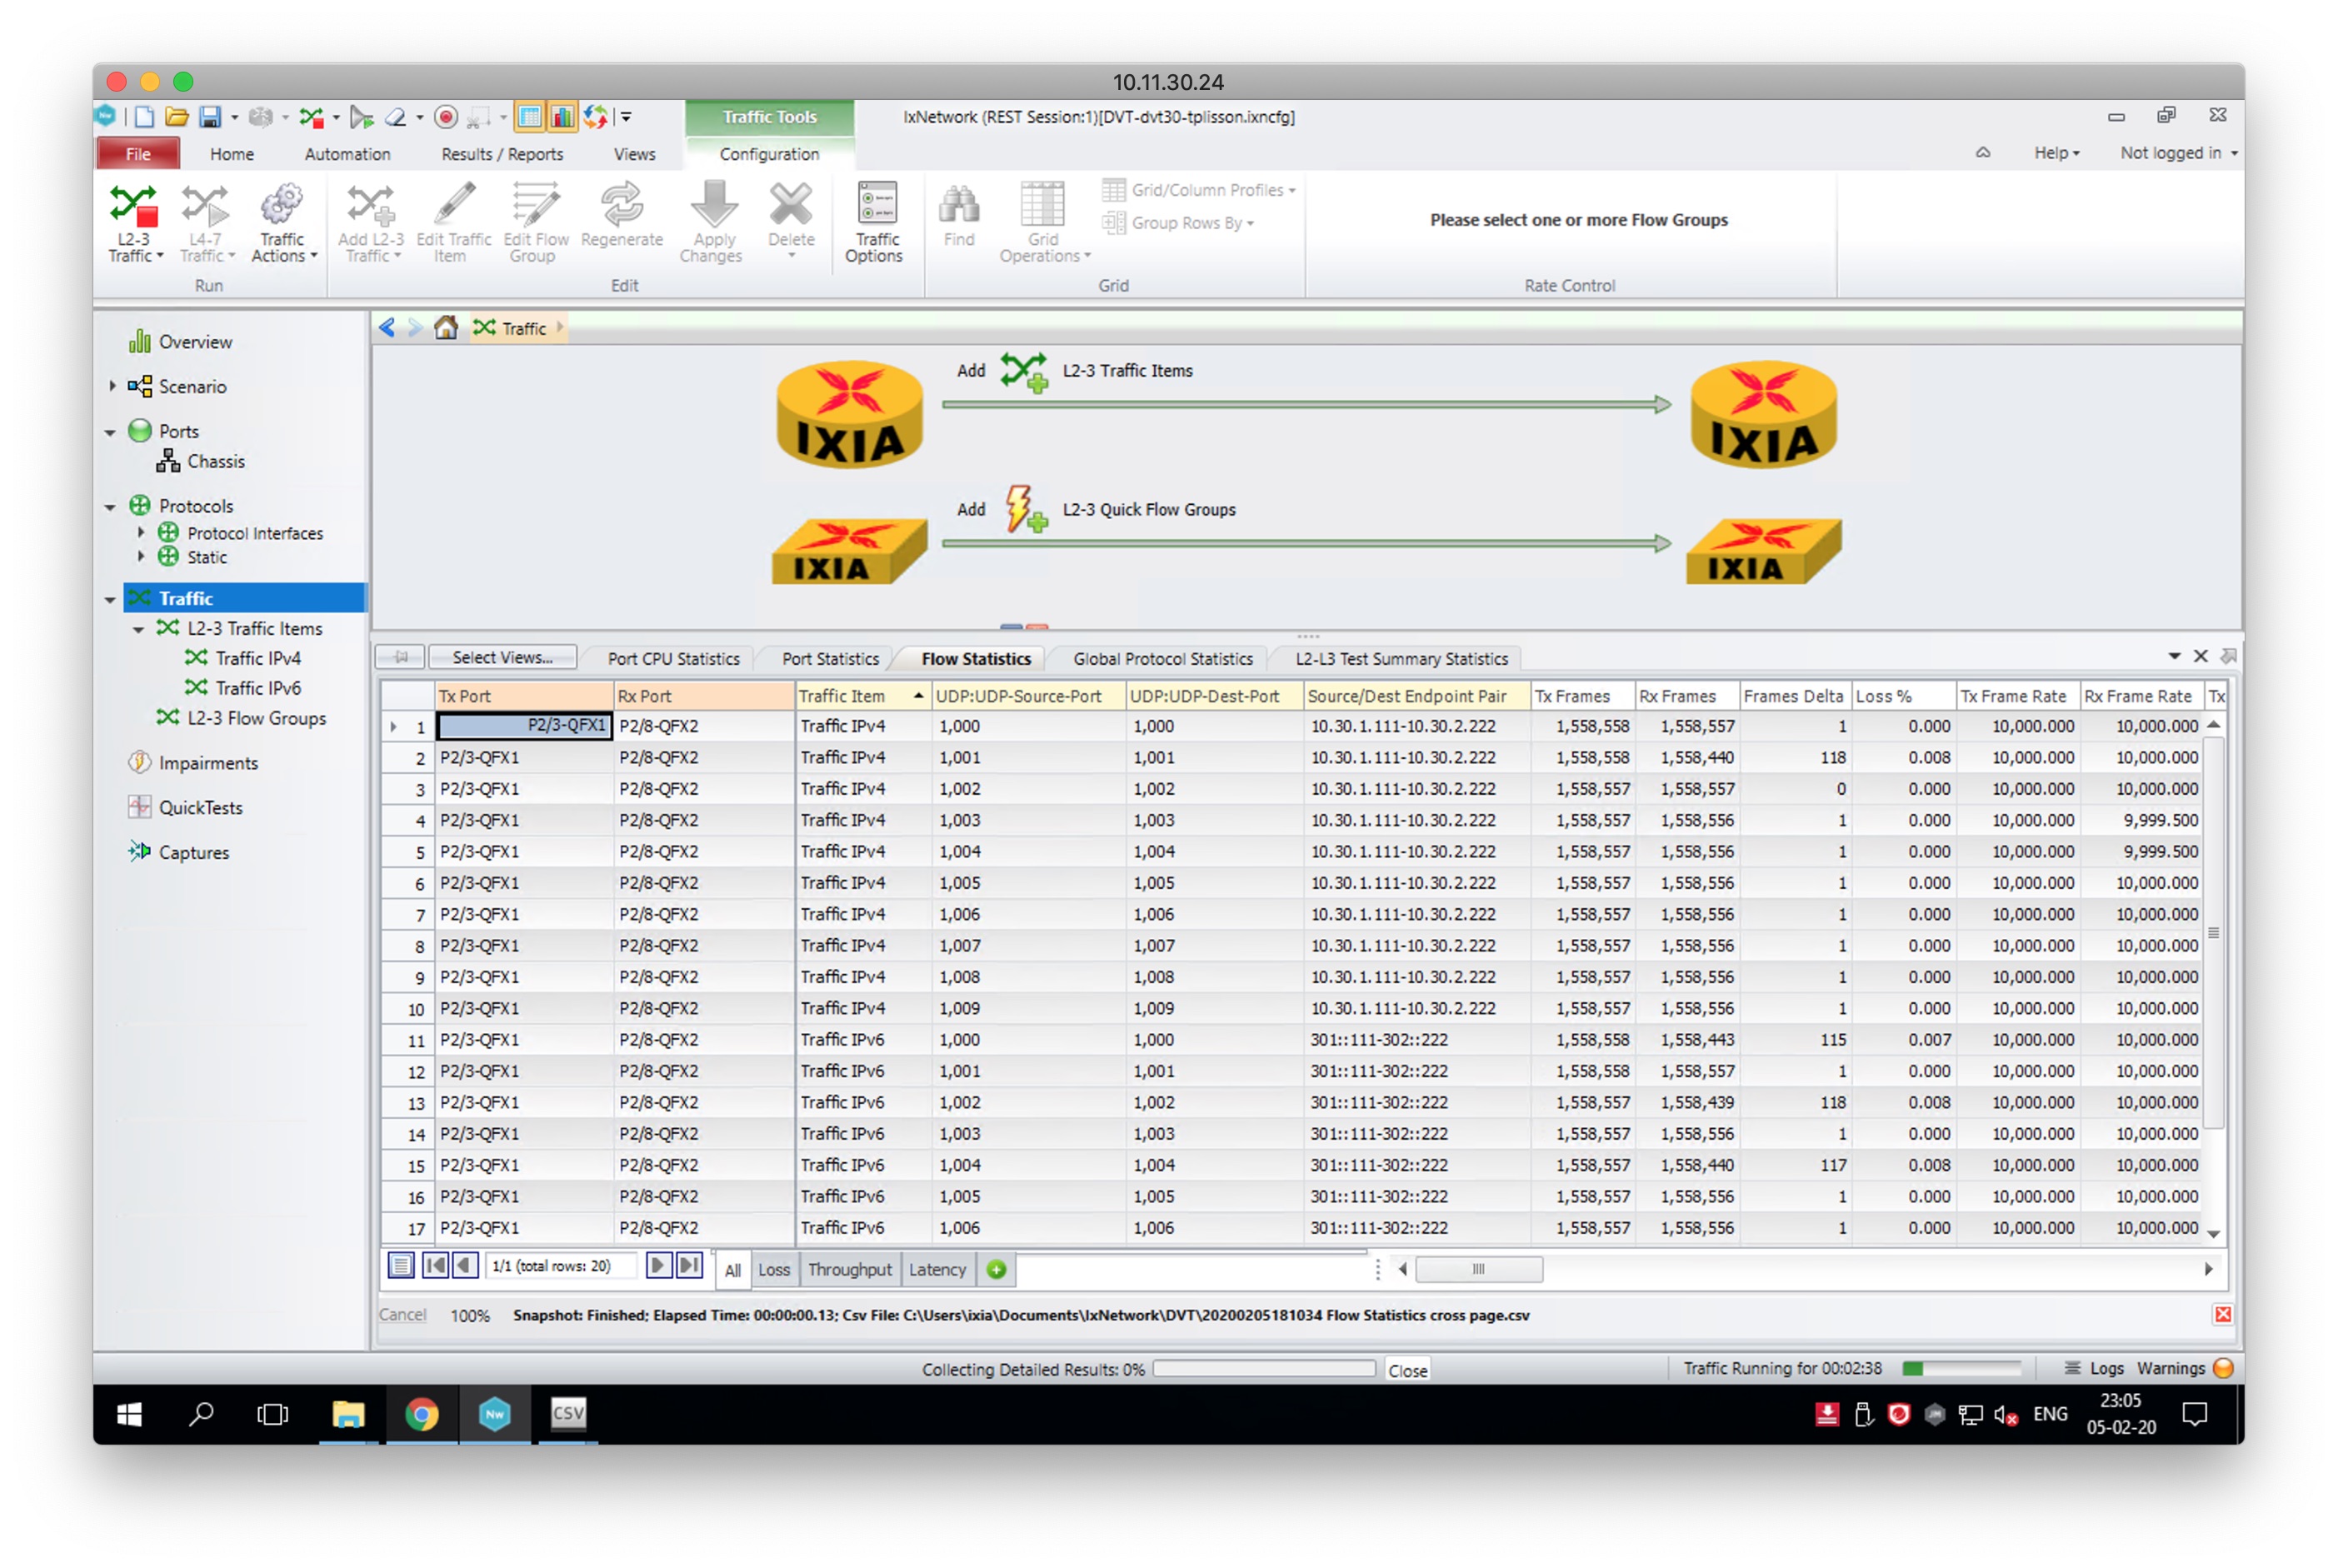 10.11.30.24
Traffic Tools
IxNetwork (REST Session:1)[DVT-dvt30-tplisson.ixncfg]
File Home Automation Results / Reports Views Configuration Help Not logged in
L2-3 Traffic
L4-7 Traffic
Traffic Actions
Add L2-3 Traffic
Edit Traffic Item
Edit Flow Group
Regenerate
Apply Changes
Delete
Traffic Options
Find
Grid Operations
Grid/Column Profiles
Group Rows By
Please select one or more Flow Groups
Run Edit Grid Rate Control
Overview
Scenario
Ports
Chassis
Protocols
Protocol Interfaces
Static
Traffic
L2-3 Traffic Items
Traffic IPv4
Traffic IPv6
L2-3 Flow Groups
Impairments
QuickTests
Captures
Traffic
Add L2-3 Traffic Items
IXIA IXIA
Add L2-3 Quick Flow Groups
IXIA IXIA
Select Views... Port CPU Statistics Port Statistics Flow Statistics Global Protocol Statistics L2-L3 Test Summary Statistics
Tx Port Rx Port Traffic Item UDP:UDP-Source-Port UDP:UDP-Dest-Port Source/Dest Endpoint Pair Tx Frames Rx Frames Frames Delta Loss % Tx Frame Rate Rx Frame Rate Tx
1 P2/3-QFX1 P2/8-QFX2 Traffic IPv4 1,000 1,000 10.30.1.111-10.30.2.222 1,558,558 1,558,557 1 0.000 10,000.000 10,000.000
2 P2/3-QFX1 P2/8-QFX2 Traffic IPv4 1,001 1,001 10.30.1.111-10.30.2.222 1,558,558 1,558,440 118 0.008 10,000.000 10,000.000
3 P2/3-QFX1 P2/8-QFX2 Traffic IPv4 1,002 1,002 10.30.1.111-10.30.2.222 1,558,557 1,558,557 0 0.000 10,000.000 10,000.000
4 P2/3-QFX1 P2/8-QFX2 Traffic IPv4 1,003 1,003 10.30.1.111-10.30.2.222 1,558,557 1,558,556 1 0.000 10,000.000 9,999.500
5 P2/3-QFX1 P2/8-QFX2 Traffic IPv4 1,004 1,004 10.30.1.111-10.30.2.222 1,558,557 1,558,556 1 0.000 10,000.000 9,999.500
6 P2/3-QFX1 P2/8-QFX2 Traffic IPv4 1,005 1,005 10.30.1.111-10.30.2.222 1,558,557 1,558,556 1 0.000 10,000.000 10,000.000
7 P2/3-QFX1 P2/8-QFX2 Traffic IPv4 1,006 1,006 10.30.1.111-10.30.2.222 1,558,557 1,558,556 1 0.000 10,000.000 10,000.000
8 P2/3-QFX1 P2/8-QFX2 Traffic IPv4 1,007 1,007 10.30.1.111-10.30.2.222 1,558,557 1,558,556 1 0.000 10,000.000 10,000.000
9 P2/3-QFX1 P2/8-QFX2 Traffic IPv4 1,008 1,008 10.30.1.111-10.30.2.222 1,558,557 1,558,556 1 0.000 10,000.000 10,000.000
10 P2/3-QFX1 P2/8-QFX2 Traffic IPv4 1,009 1,009 10.30.1.111-10.30.2.222 1,558,557 1,558,556 1 0.000 10,000.000 10,000.000
11 P2/3-QFX1 P2/8-QFX2 Traffic IPv6 1,000 1,000 301::111-302::222 1,558,558 1,558,443 115 0.007 10,000.000 10,000.000
12 P2/3-QFX1 P2/8-QFX2 Traffic IPv6 1,001 1,001 301::111-302::222 1,558,558 1,558,557 1 0.000 10,000.000 10,000.000
13 P2/3-QFX1 P2/8-QFX2 Traffic IPv6 1,002 1,002 301::111-302::222 1,558,557 1,558,439 118 0.008 10,000.000 10,000.000
14 P2/3-QFX1 P2/8-QFX2 Traffic IPv6 1,003 1,003 301::111-302::222 1,558,557 1,558,556 1 0.000 10,000.000 10,000.000
15 P2/3-QFX1 P2/8-QFX2 Traffic IPv6 1,004 1,004 301::111-302::222 1,558,557 1,558,440 117 0.008 10,000.000 10,000.000
16 P2/3-QFX1 P2/8-QFX2 Traffic IPv6 1,005 1,005 301::111-302::222 1,558,557 1,558,556 1 0.000 10,000.000 10,000.000
17 P2/3-QFX1 P2/8-QFX2 Traffic IPv6 1,006 1,006 301::111-302::222 1,558,557 1,558,556 1 0.000 10,000.000 10,000.000
1/1 (total rows: 20) All Loss Throughput Latency
Cancel 100% Snapshot: Finished; Elapsed Time: 00:00:00.13; Csv File: C:\Users\ixia\Documents\IxNetwork\DVT\20200205181034 Flow Statistics cross page.csv
Collecting Detailed Results: 0% Close Traffic Running for 00:02:38 Logs Warnings
Nw CSV ENG 23:05
05-02-20